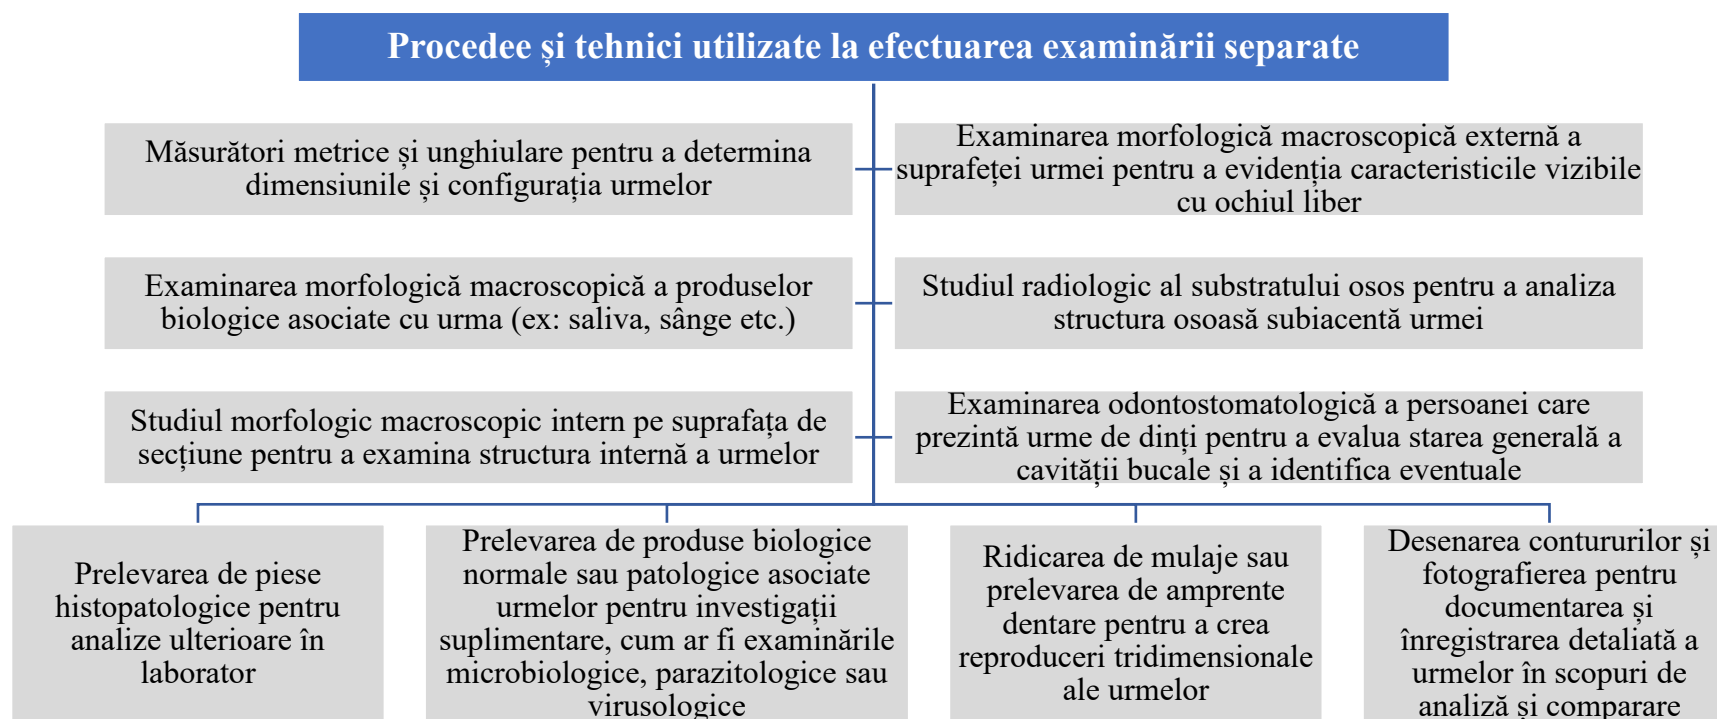 Procedee și tehnici utilizate la efectuarea examinării separate
Măsurători metrice și unghiulare pentru a determina
dimensiunile și configurația urmelor
Examinarea morfologică macroscopică externă a
suprafeței urmei pentru a evidenția caracteristicile vizibile
cu ochiul liber
Examinarea morfologică macroscopică a produselor
biologice asociate cu urma (ex: saliva, sânge etc.)
Studiul radiologic al substratului osos pentru a analiza
structura osoasă subiacentă urmei
Studiul morfologic macroscopic intern pe suprafața de
secțiune pentru a examina structura internă a urmelor
Examinarea odontostomatologică a persoanei care
prezintă urme de dinți pentru a evalua starea generală a
cavității bucale și a identifica eventuale
Prelevarea de piese
histopatologice pentru
analize ulterioare în
laborator
Prelevarea de produse biologice
normale sau patologice asociate
urmelor pentru investigații
suplimentare, cum ar fi examinările
microbiologice, parazitologice sau
virusologice
Ridicarea de mulaje sau
prelevarea de amprente
dentare pentru a crea
reproduceri tridimensionale
ale urmelor
Desenarea contururilor și
fotografierea pentru
documentarea și
înregistrarea detaliată a
urmelor în scopuri de
analiză și comparare